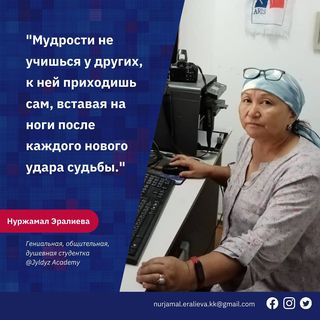 "Мудрости не
учишься у других,
к ней приходишь
сам, вставая на
ноги после
каждого нового
удара судьбы."
Нуржамал Эралиева
Гениальная, общительная,
душевная студентка
@Jyldyz Academy
ARIS
nurjamal.eralieva.kk@gmail.com